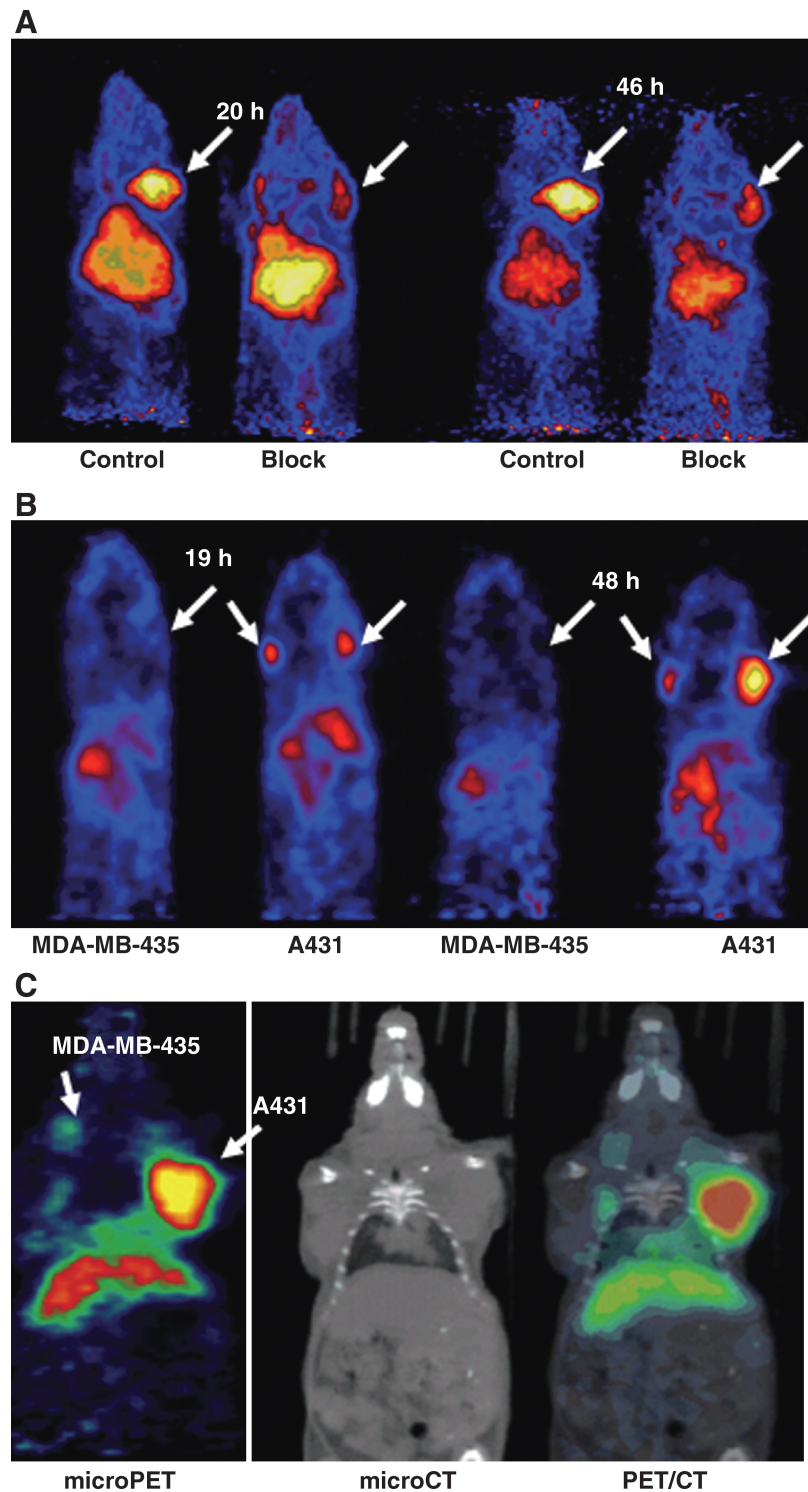 A
20 h
46 h
Control
Block
Control
Block
B
19 h
48 h
MDA-MB-435
A431
MDA-MB-435
A431
C
MDA-MB-435
A431
microPET
microCT
PET/CT